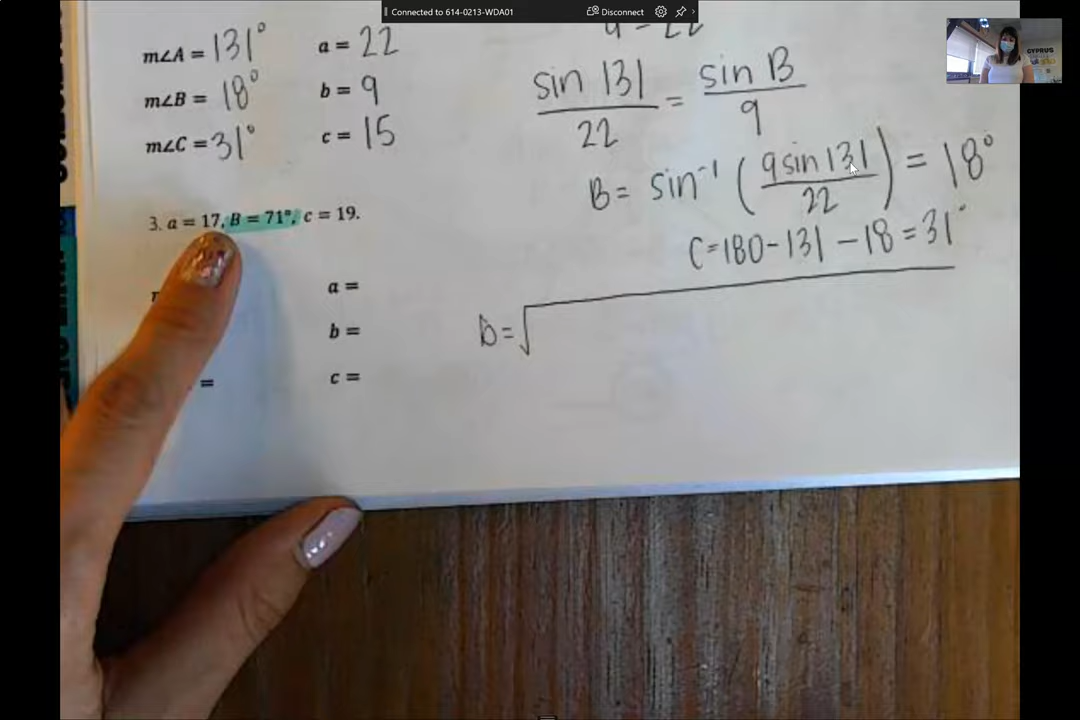 Connected to 614-0213-WDA01 Disconnect
CYPRUS
m∠A = 131° a = 22
m∠B = 18° b = 9
m∠C = 31° c = 15
sin 131 / 22 = sin B / 9
B = sin⁻¹ ( 9 sin 131 / 22 ) = 18°
C = 180 - 131 - 18 = 31°
3. a = 17, B = 71°, c = 19.
a =
b = √
b =
= c =